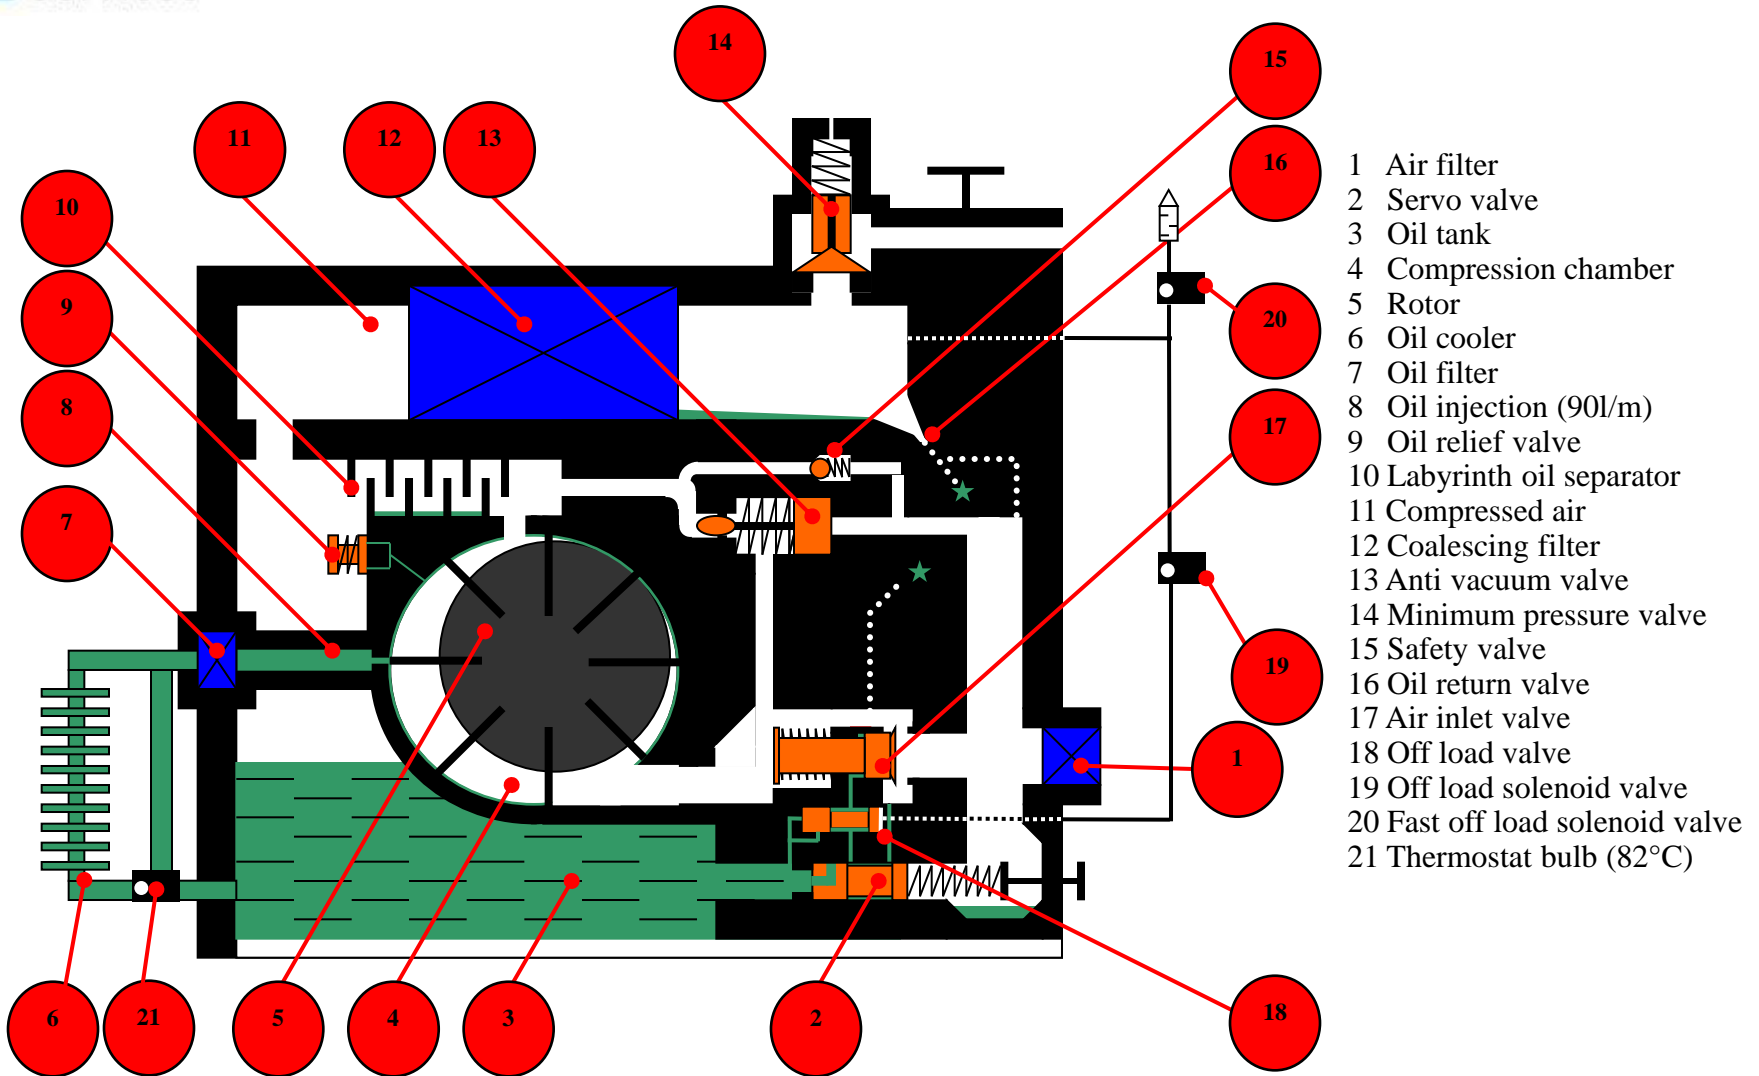 14
15
11
12
13
16
10
9
20
8
17
7
19
1
6
21
5
4
3
2
18
1 Air filter
2 Servo valve
3 Oil tank
4 Compression chamber
5 Rotor
6 Oil cooler
7 Oil filter
8 Oil injection (90l/m)
9 Oil relief valve
10 Labyrinth oil separator
11 Compressed air
12 Coalescing filter
13 Anti vacuum valve
14 Minimum pressure valve
15 Safety valve
16 Oil return valve
17 Air inlet valve
18 Off load valve
19 Off load solenoid valve
20 Fast off load solenoid valve
21 Thermostat bulb (82°C)